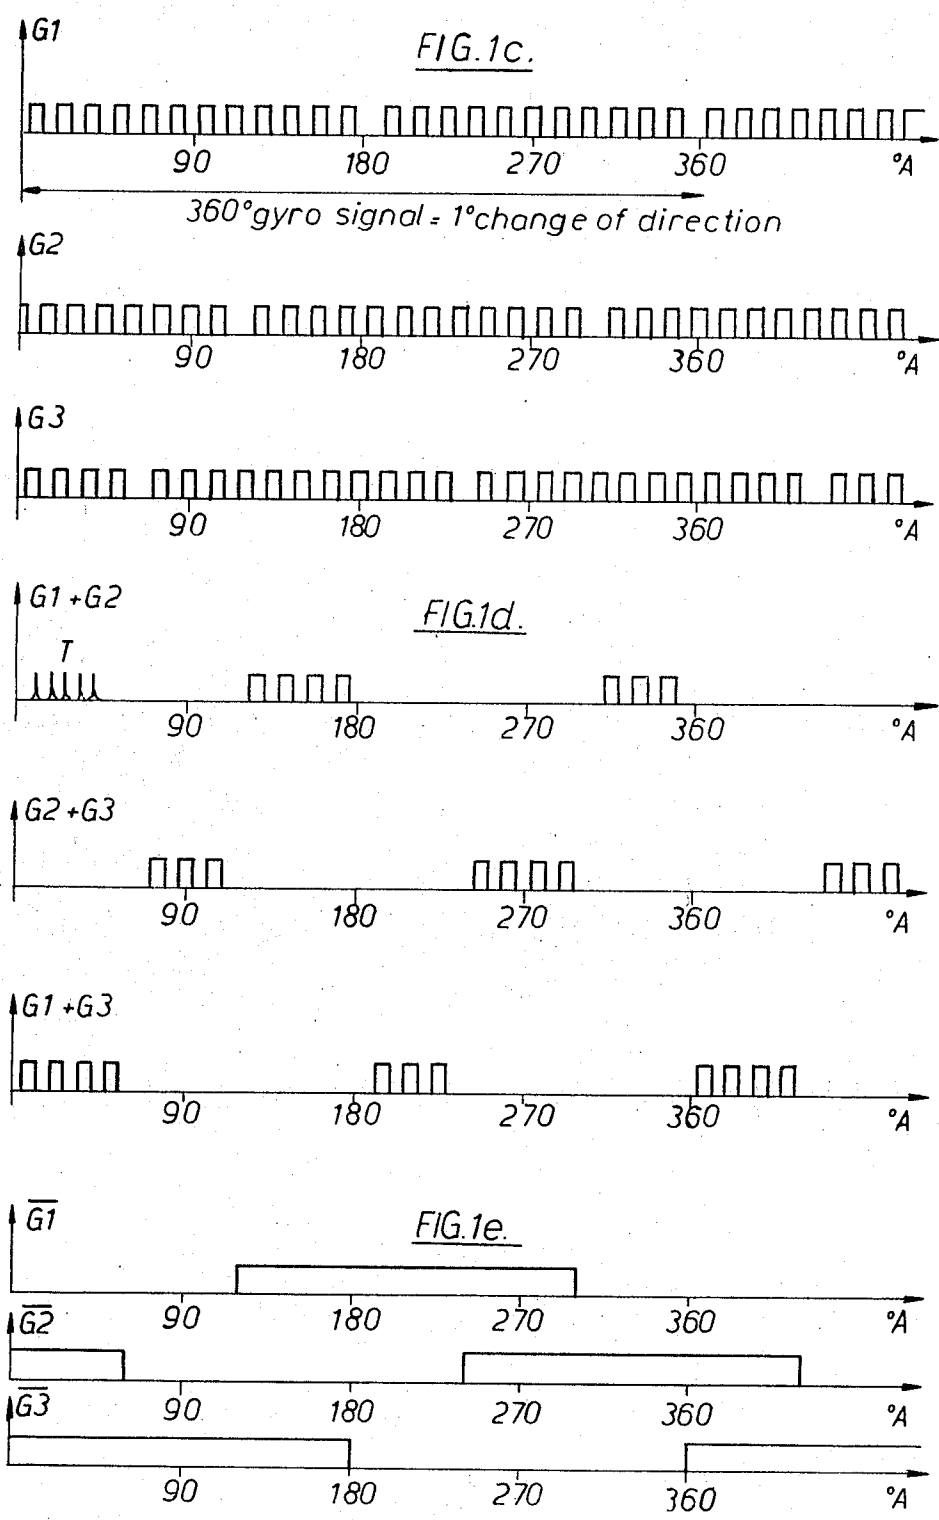 G1
FIG.1c.
90 180 270 360 °A
360° gyro signal = 1° change of direction
G2
90 180 270 360 °A
G3
90 180 270 360 °A
G1+G2
FIG.1d.
T
90 180 270 360 °A
G2+G3
90 180 270 360 °A
G1+G3
90 180 270 360 °A
G̅1̅
FIG.1e.
90 180 270 360 °A
G̅2̅
90 180 270 360 °A
G̅3̅
90 180 270 360 °A